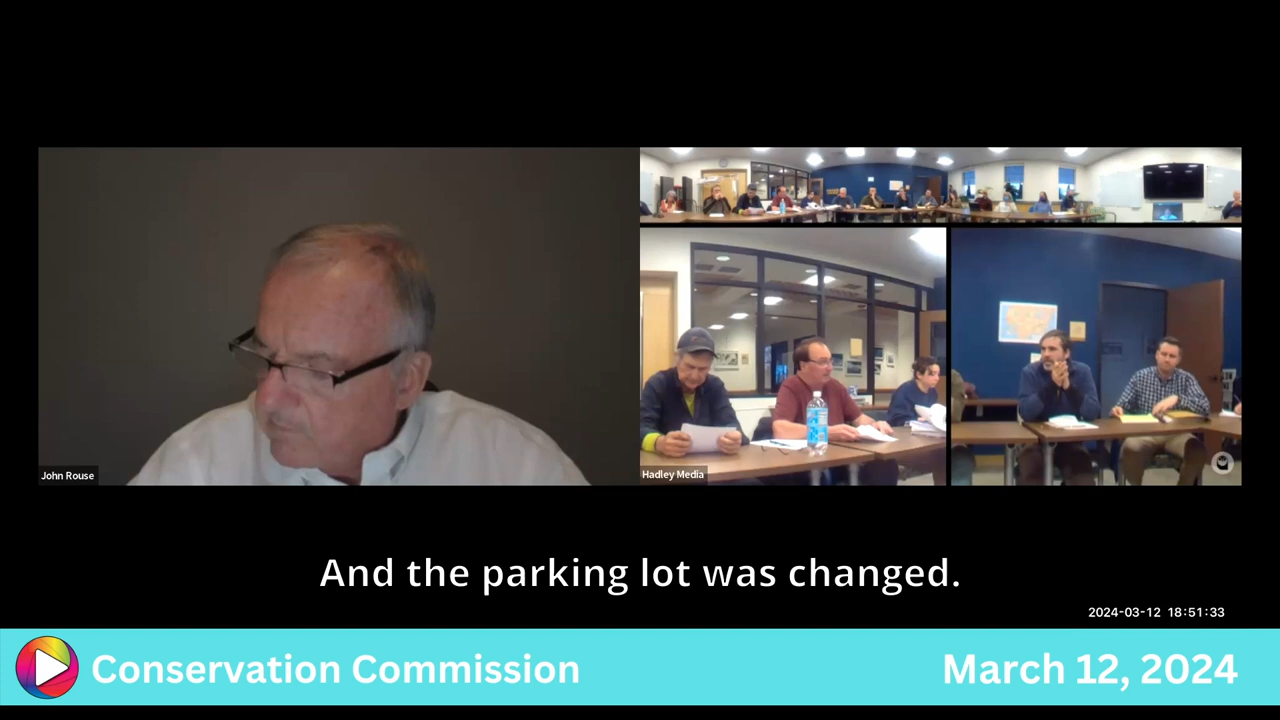 John Rouse
Hadley Media
And the parking lot was changed.
2024-03-12 18:51:33
Conservation Commission
March 12, 2024